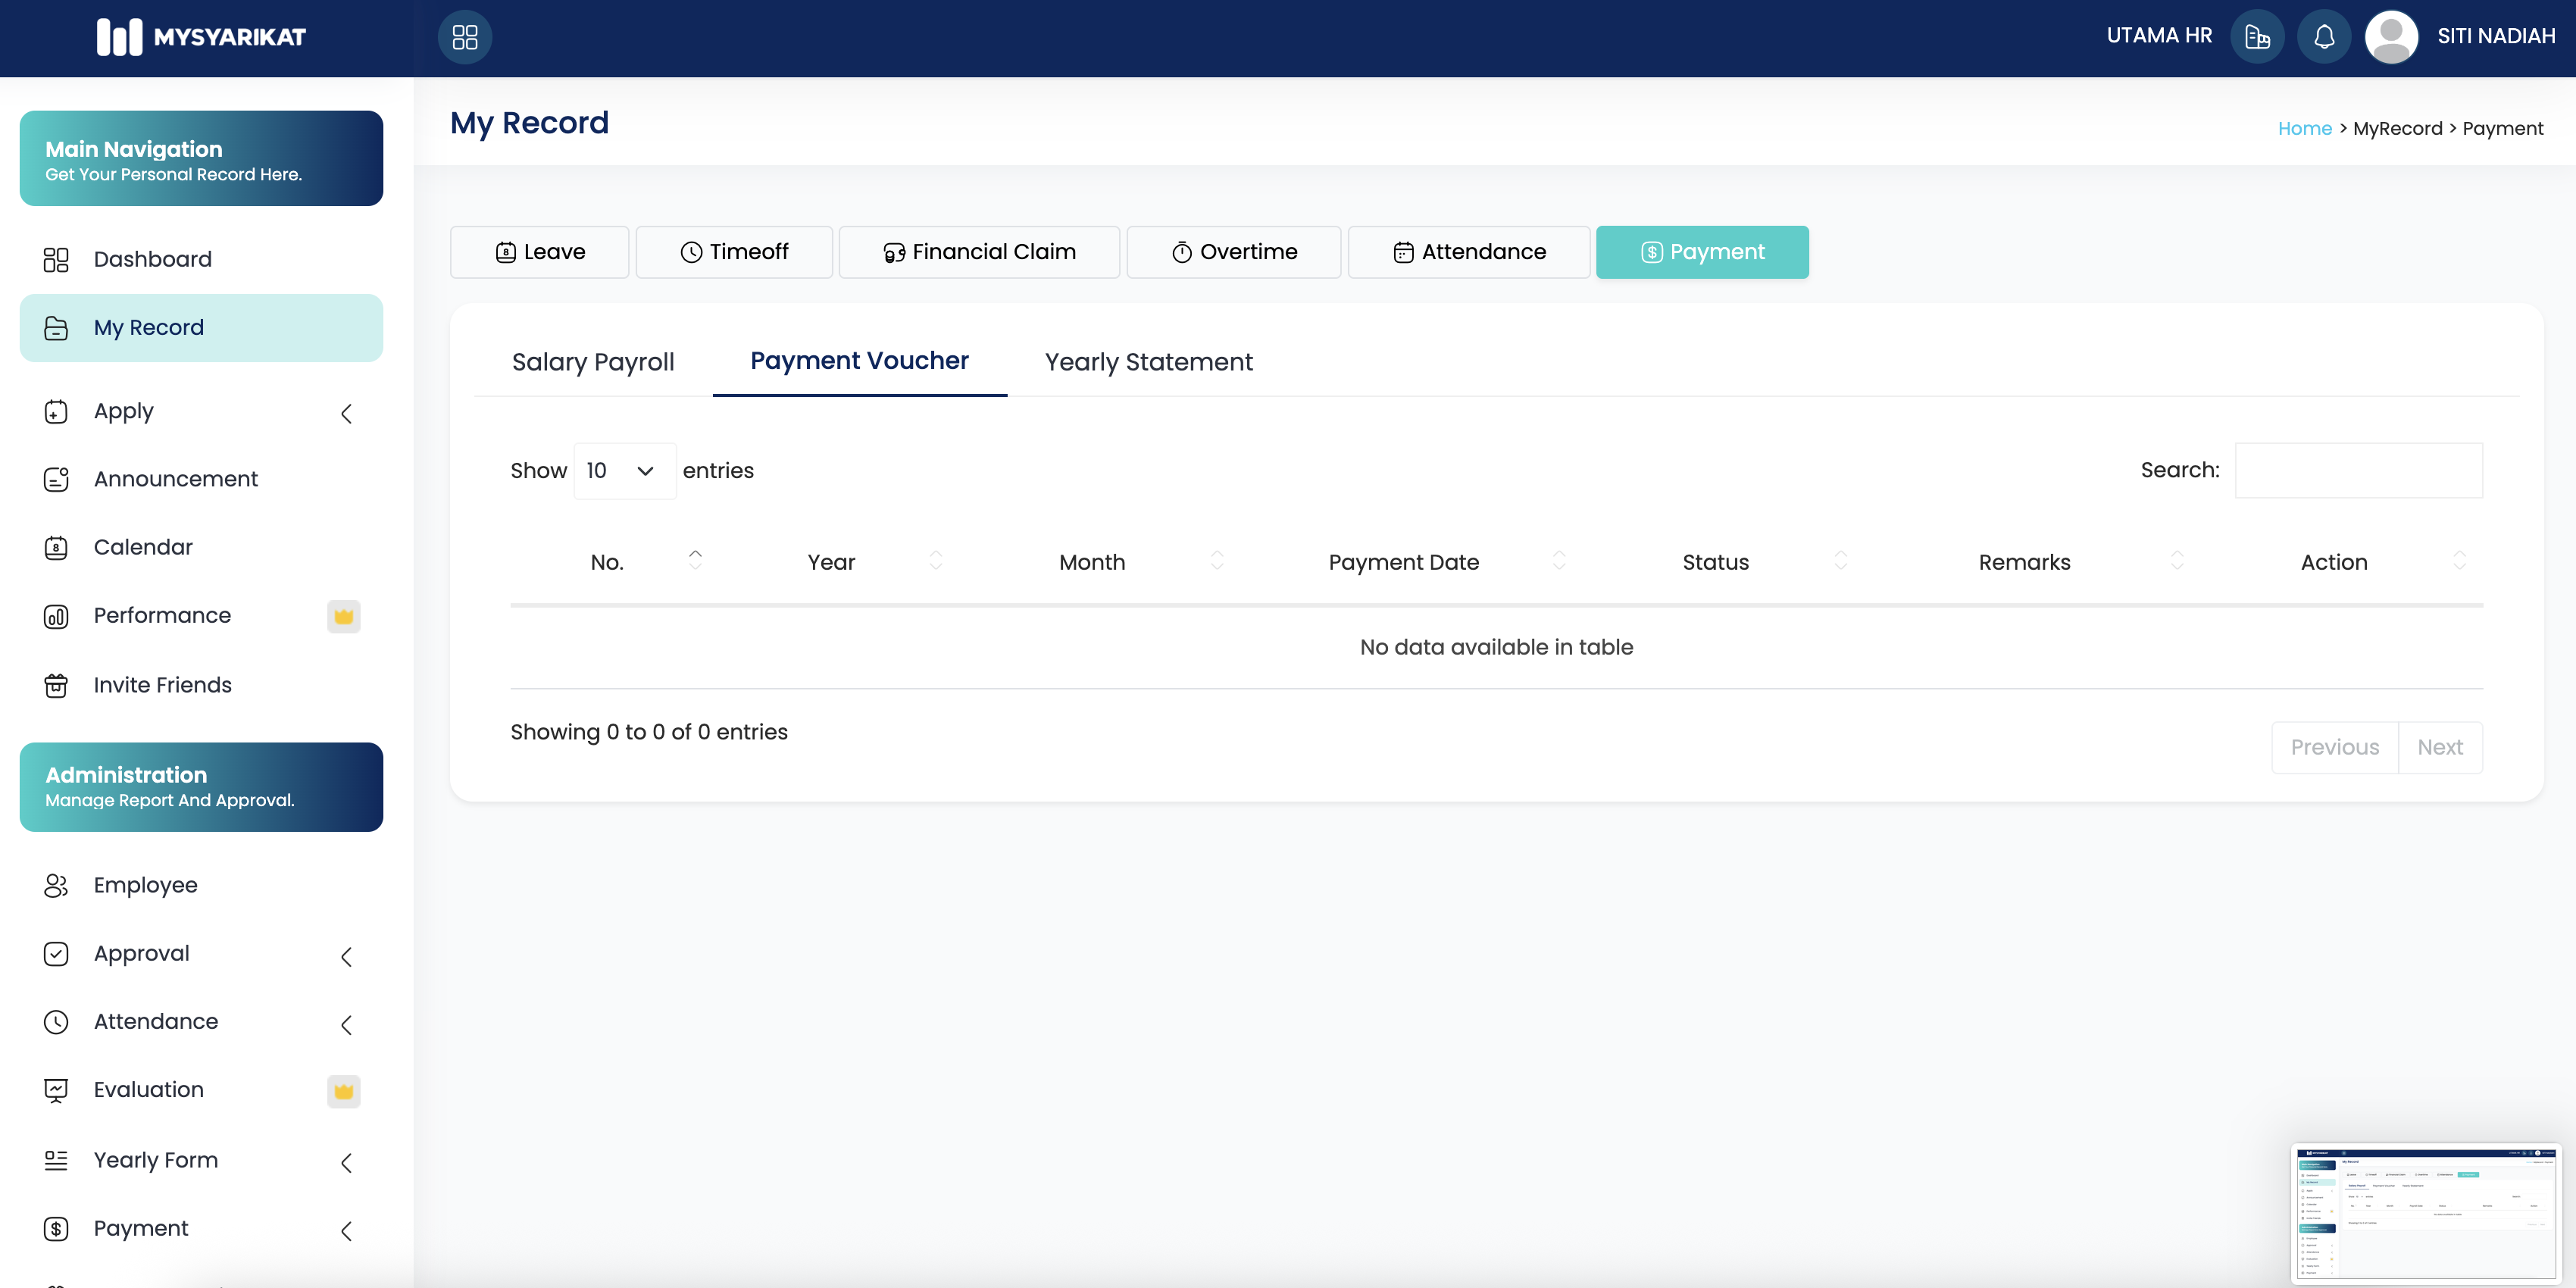 MYSYARIKAT
UTAMA HR
SITI NADIAH
Main Navigation
Get Your Personal Record Here.
Dashboard
My Record
Apply
Announcement
Calendar
Performance
Invite Friends
Administration
Manage Report And Approval.
Employee
Approval
Attendance
Evaluation
Yearly Form
Payment
My Record
Home > MyRecord > Payment
Leave Timeoff Financial Claim Overtime Attendance Payment
Salary Payroll Payment Voucher Yearly Statement
Show 10 entries Search:
No. Year Month Payment Date Status Remarks Action
No data available in table
Showing 0 to 0 of 0 entries
Previous Next